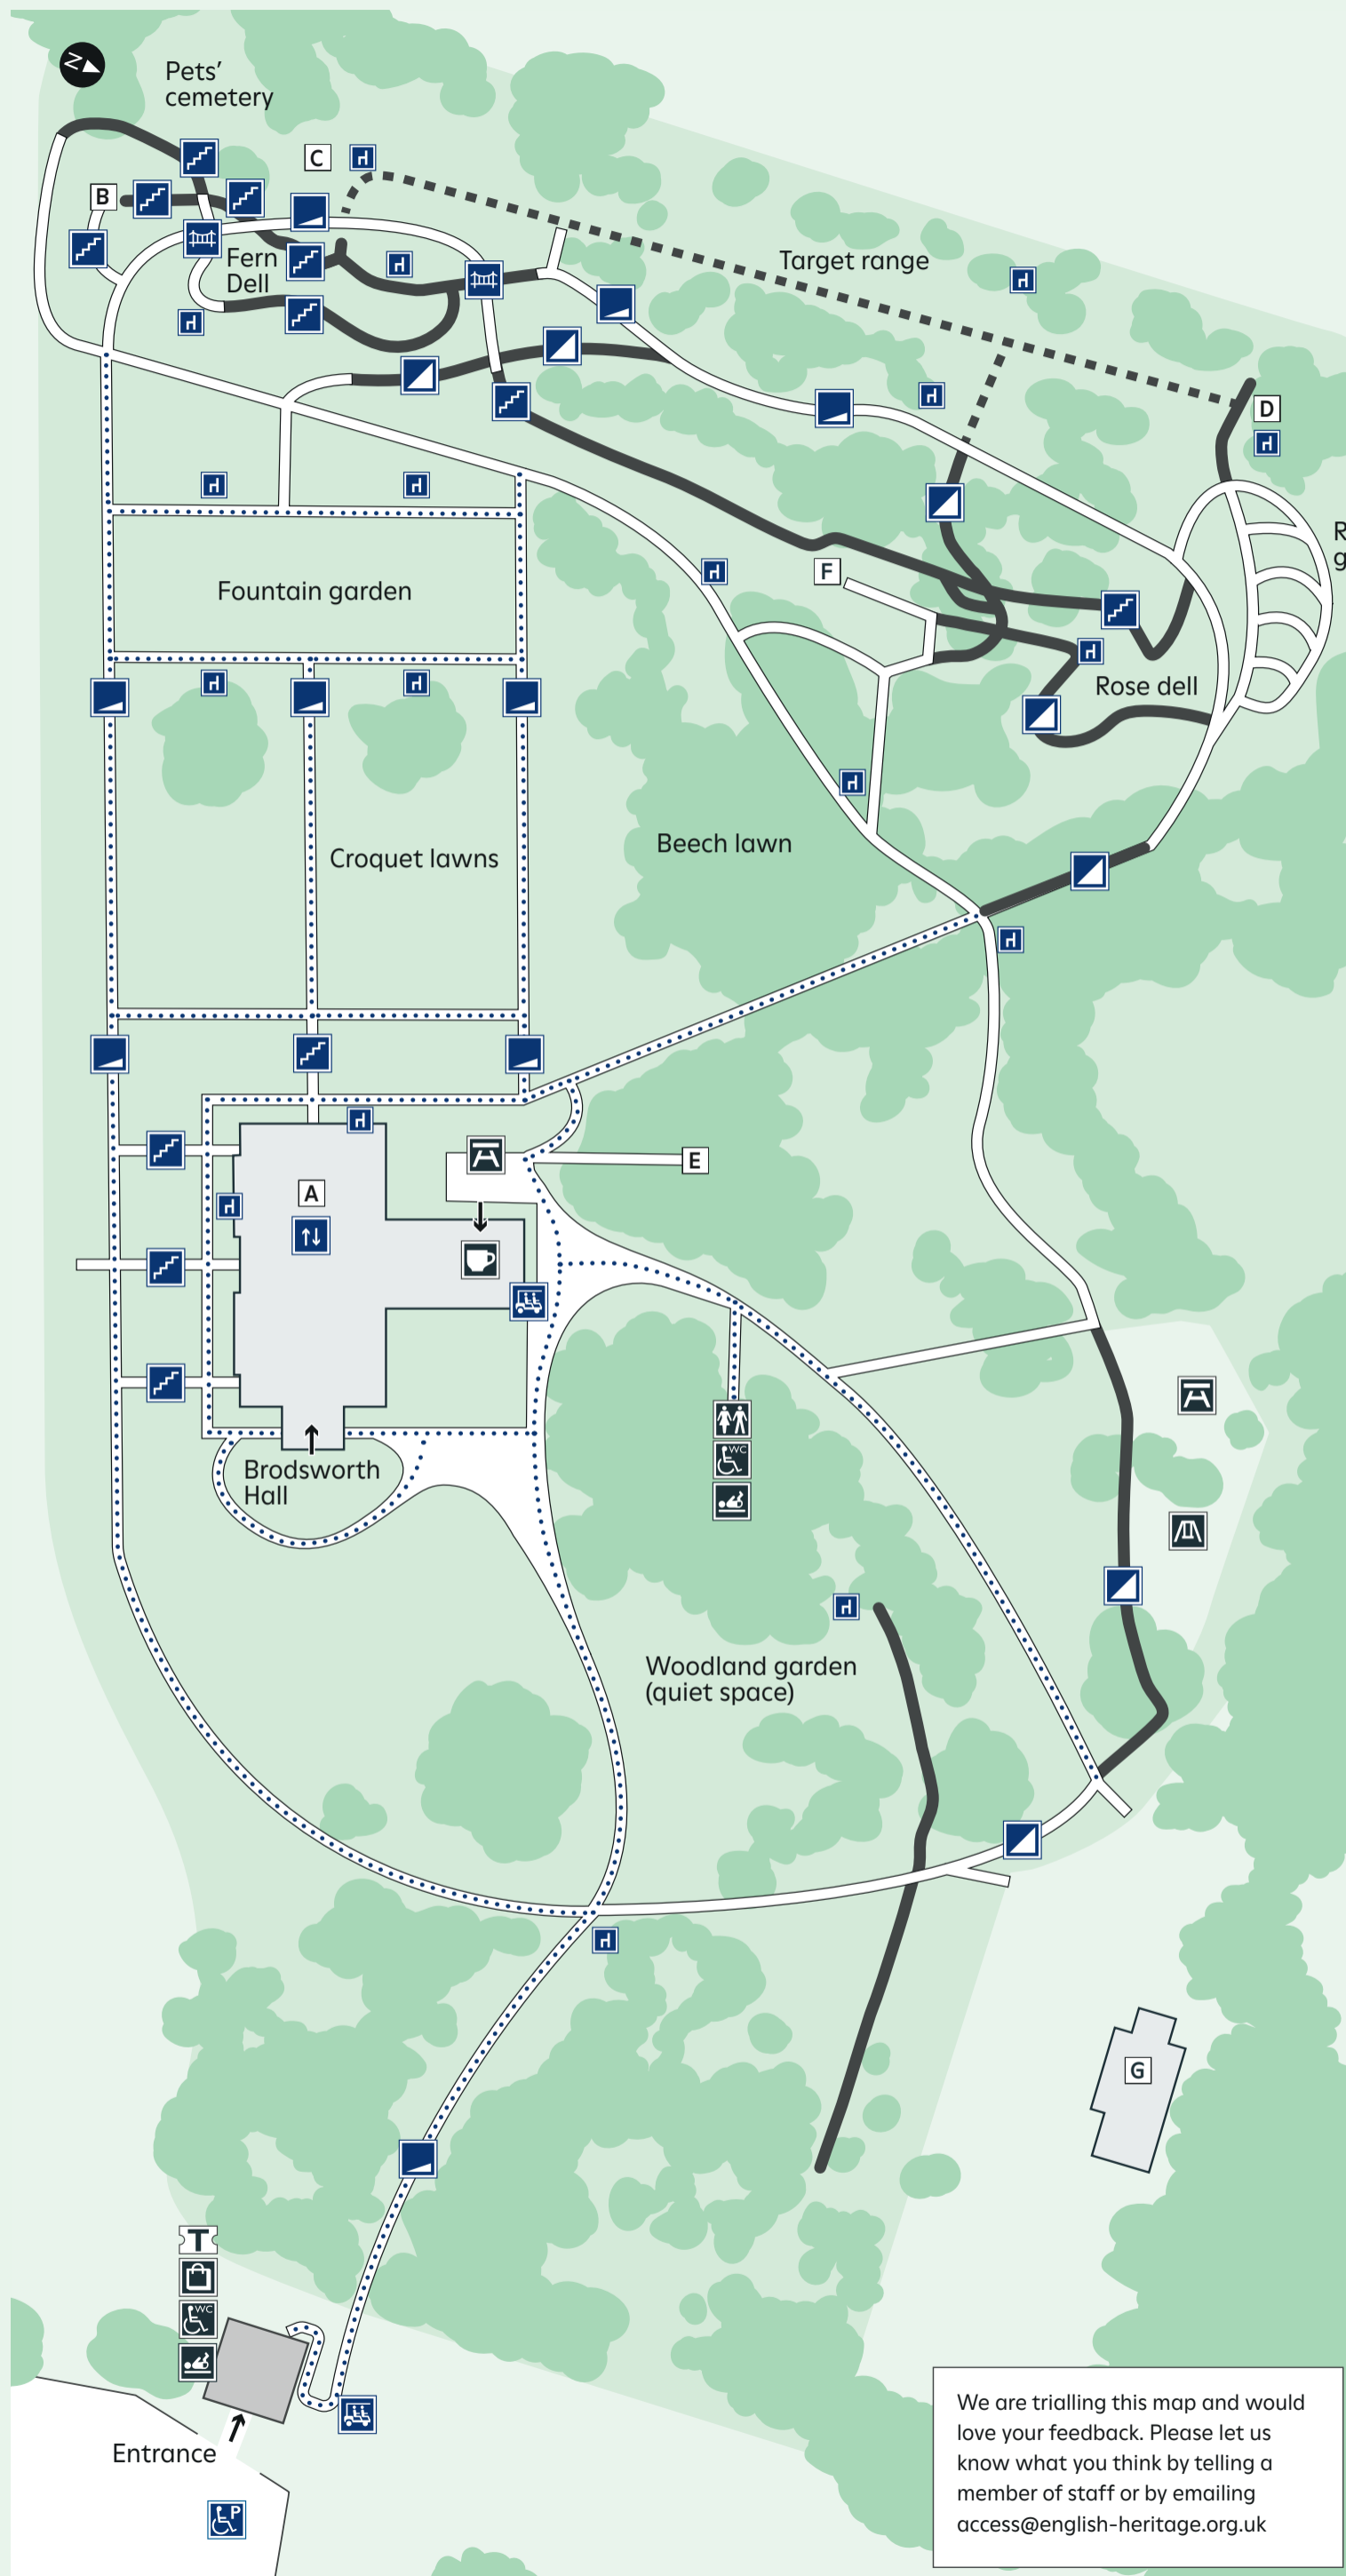 N
Pets’
cemetery
C
B
Fern
Dell
Target range
D
R
g
F
Fountain garden
Rose dell
Croquet lawns
Beech lawn
E
A
Brodsworth
Hall
WC
Woodland garden
(quiet space)
G
T
WC
Entrance
P
We are trialling this map and would
love your feedback. Please let us
know what you think by telling a
member of staff or by emailing
access@english-heritage.org.uk